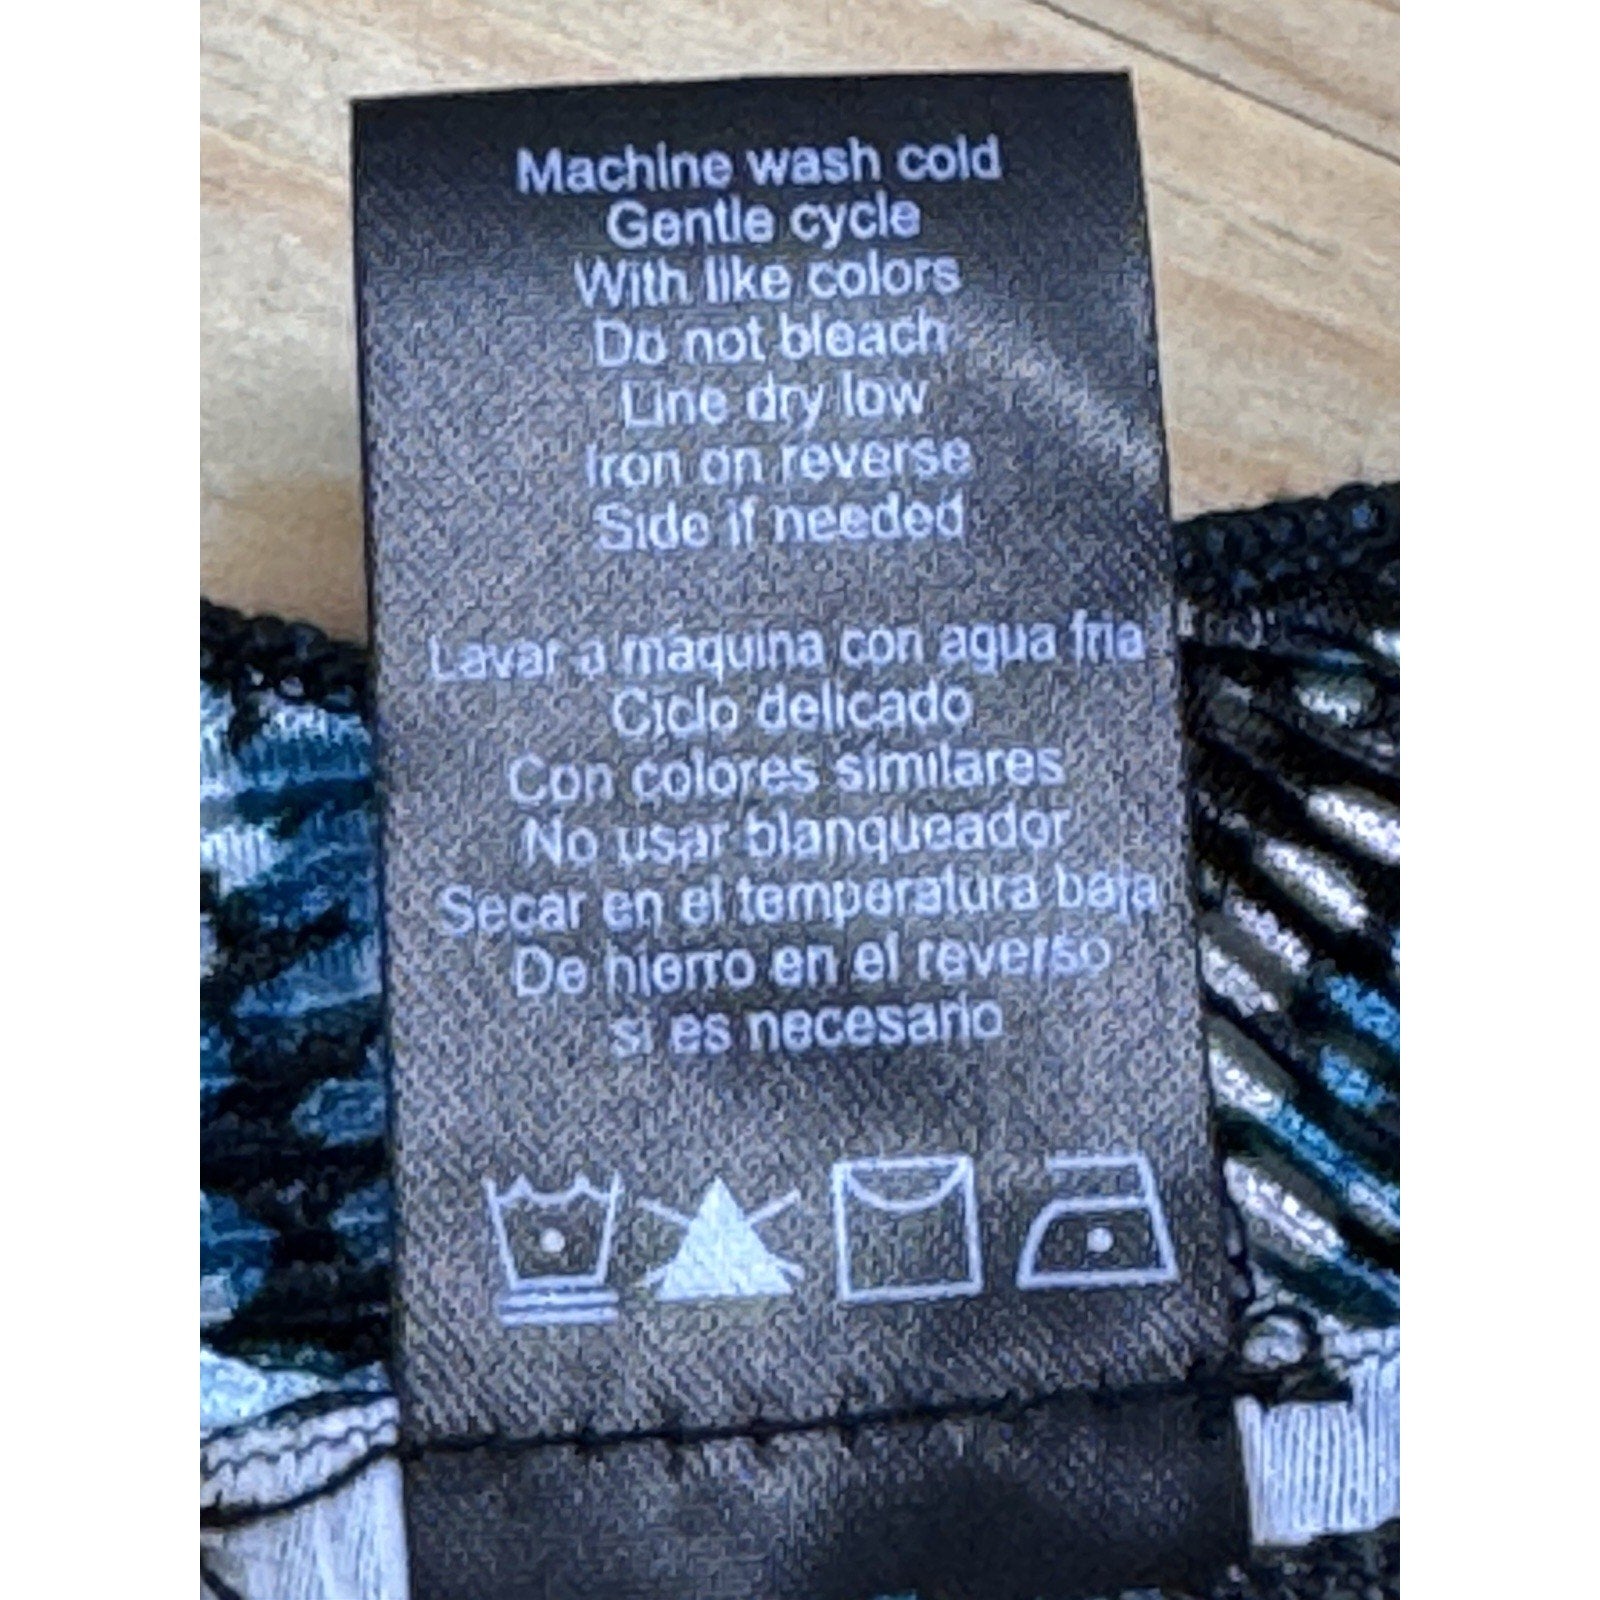 Machine wash cold
Gentle cycle
With like colors
Do not bleach
Line dry low
Iron on reverse
Side if needed
Lavar a máquina con agua fria
Ciclo delicado
Con colores similares
No usar blanqueador
Secar en el temperatura baja
De hierro en el reverso
si es necesario